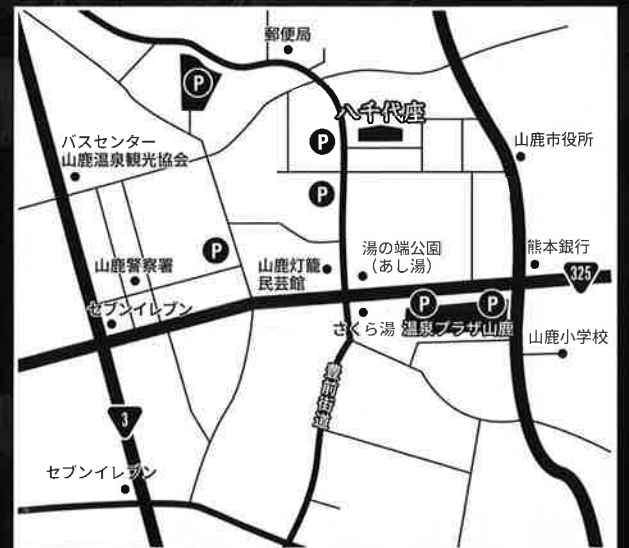 郵便局
P
八千代座
P
バスセンター
山鹿温泉観光協会
山鹿市役所
P
P
山鹿警察署
山鹿灯籠
民芸館
湯の端公園
(あし湯)
熊本銀行
325
セブンイレブン
さくら湯
P
P
温泉プラザ山鹿
山鹿小学校
豊前街道
3
セブンイレブン